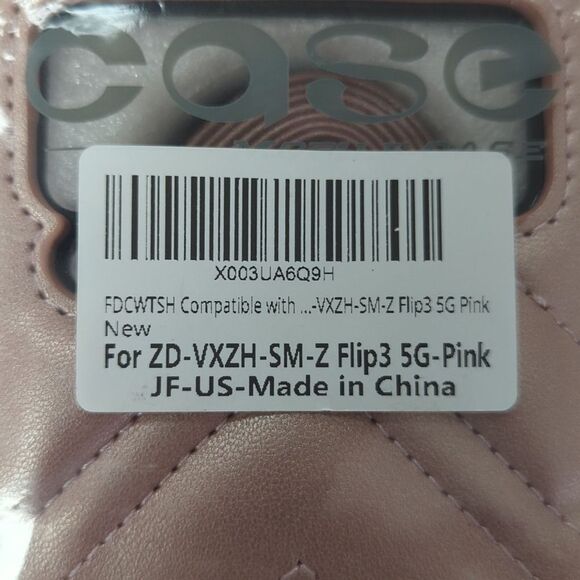 case
X003UA6Q9H
FDCWTSH Compatible with ...-VXZH-SM-Z Flip3 5G Pink
New
For ZD-VXZH-SM-Z Flip3 5G-Pink
JF-US-Made in China